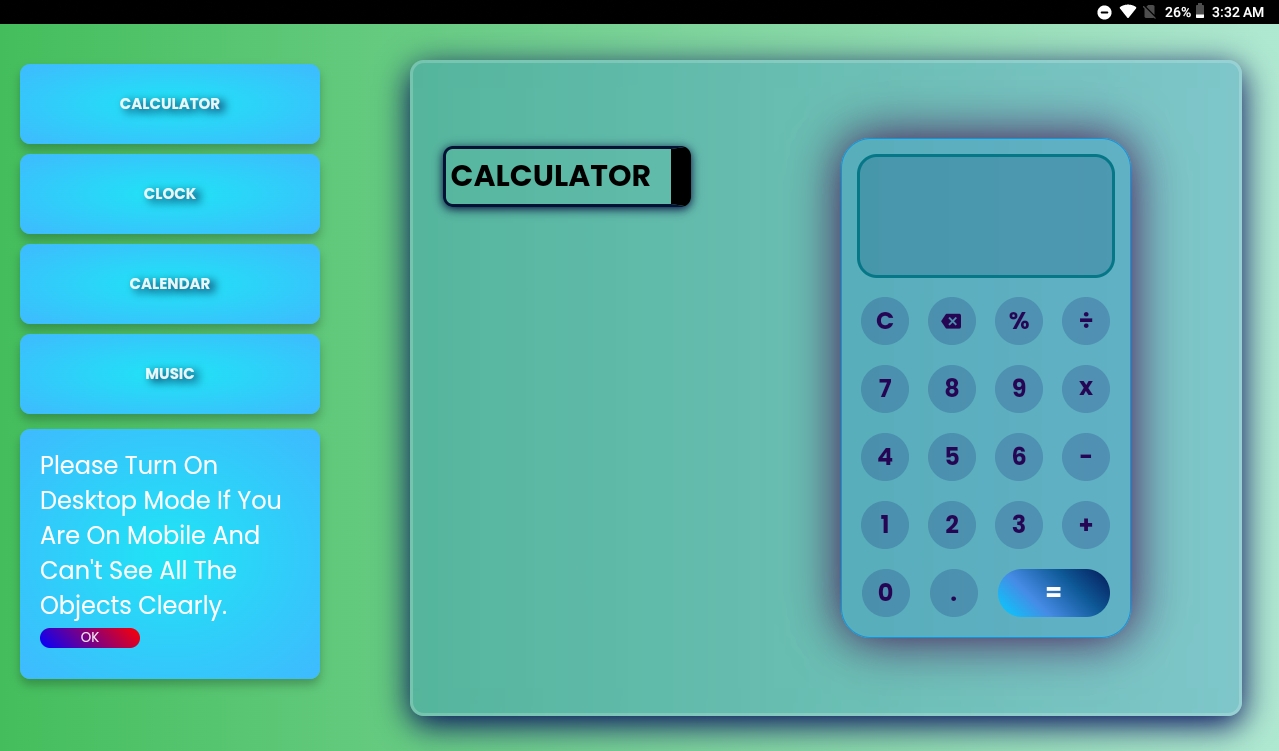 26% 3:32 AM
CALCULATOR
CLOCK
CALENDAR
MUSIC
Please Turn On
Desktop Mode If You
Are On Mobile And
Can't See All The
Objects Clearly.
OK
CALCULATOR
C % ÷
7 8 9 x
4 5 6 -
1 2 3 +
0 . =